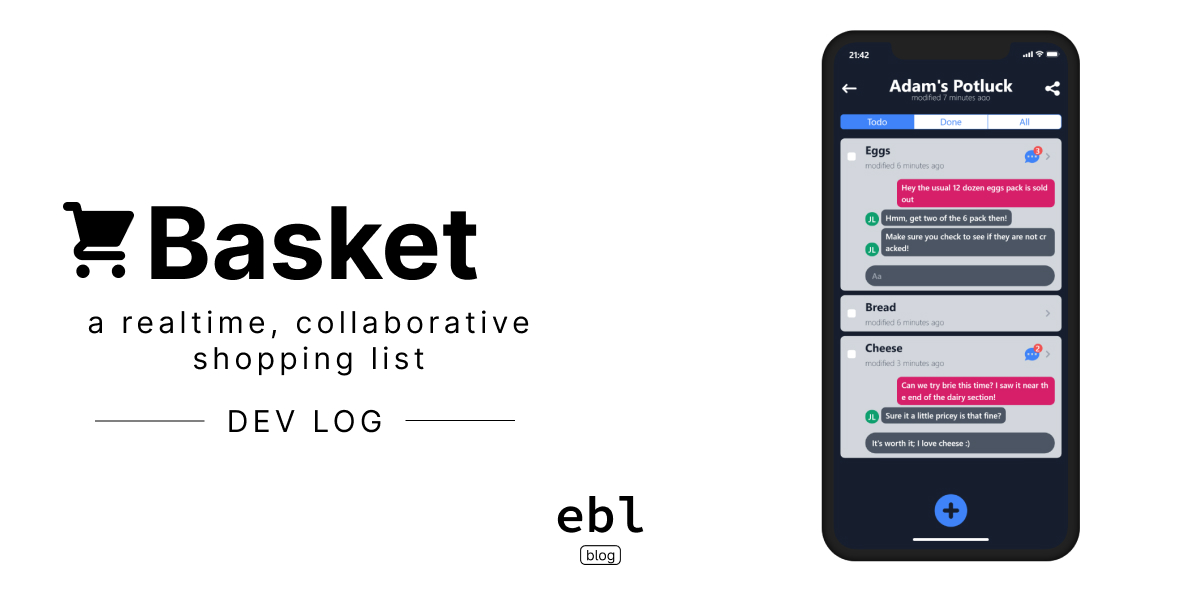 Basket
a realtime, collaborative
shopping list
DEV LOG
ebl
blog
21:42
Adam's Potluck
modified 7 minutes ago
Todo
Done
All
Eggs
3
modified 6 minutes ago
Hey the usual 12 dozen eggs pack is sold
out
JL
Hmm, get two of the 6 pack then!
Make sure you check to see if they are not cr
acked!
JL
Aa
Bread
modified 6 minutes ago
Cheese
2
modified 3 minutes ago
Can we try brie this time? I saw it near th
e end of the dairy section!
JL
Sure it a little pricey is that fine?
It's worth it; I love cheese :)